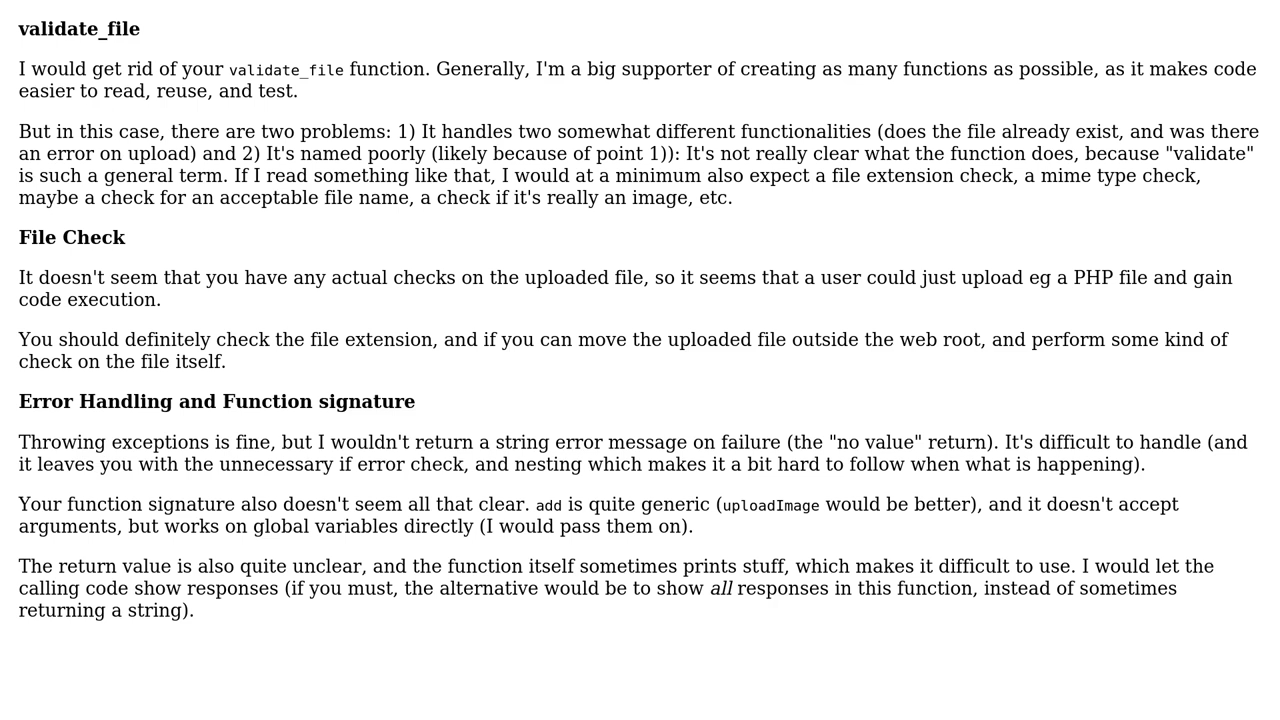 validate_file
I would get rid of your validate_file function. Generally, I'm a big supporter of creating as many functions as possible, as it makes code
easier to read, reuse, and test.
But in this case, there are two problems: 1) It handles two somewhat different functionalities (does the file already exist, and was there
an error on upload) and 2) It's named poorly (likely because of point 1)): It's not really clear what the function does, because "validate"
is such a general term. If I read something like that, I would at a minimum also expect a file extension check, a mime type check,
maybe a check for an acceptable file name, a check if it's really an image, etc.
File Check
It doesn't seem that you have any actual checks on the uploaded file, so it seems that a user could just upload eg a PHP file and gain
code execution.
You should definitely check the file extension, and if you can move the uploaded file outside the web root, and perform some kind of
check on the file itself.
Error Handling and Function signature
Throwing exceptions is fine, but I wouldn't return a string error message on failure (the "no value" return). It's difficult to handle (and
it leaves you with the unnecessary if error check, and nesting which makes it a bit hard to follow when what is happening).
Your function signature also doesn't seem all that clear. add is quite generic (uploadImage would be better), and it doesn't accept
arguments, but works on global variables directly (I would pass them on).
The return value is also quite unclear, and the function itself sometimes prints stuff, which makes it difficult to use. I would let the
calling code show responses (if you must, the alternative would be to show all responses in this function, instead of sometimes
returning a string).